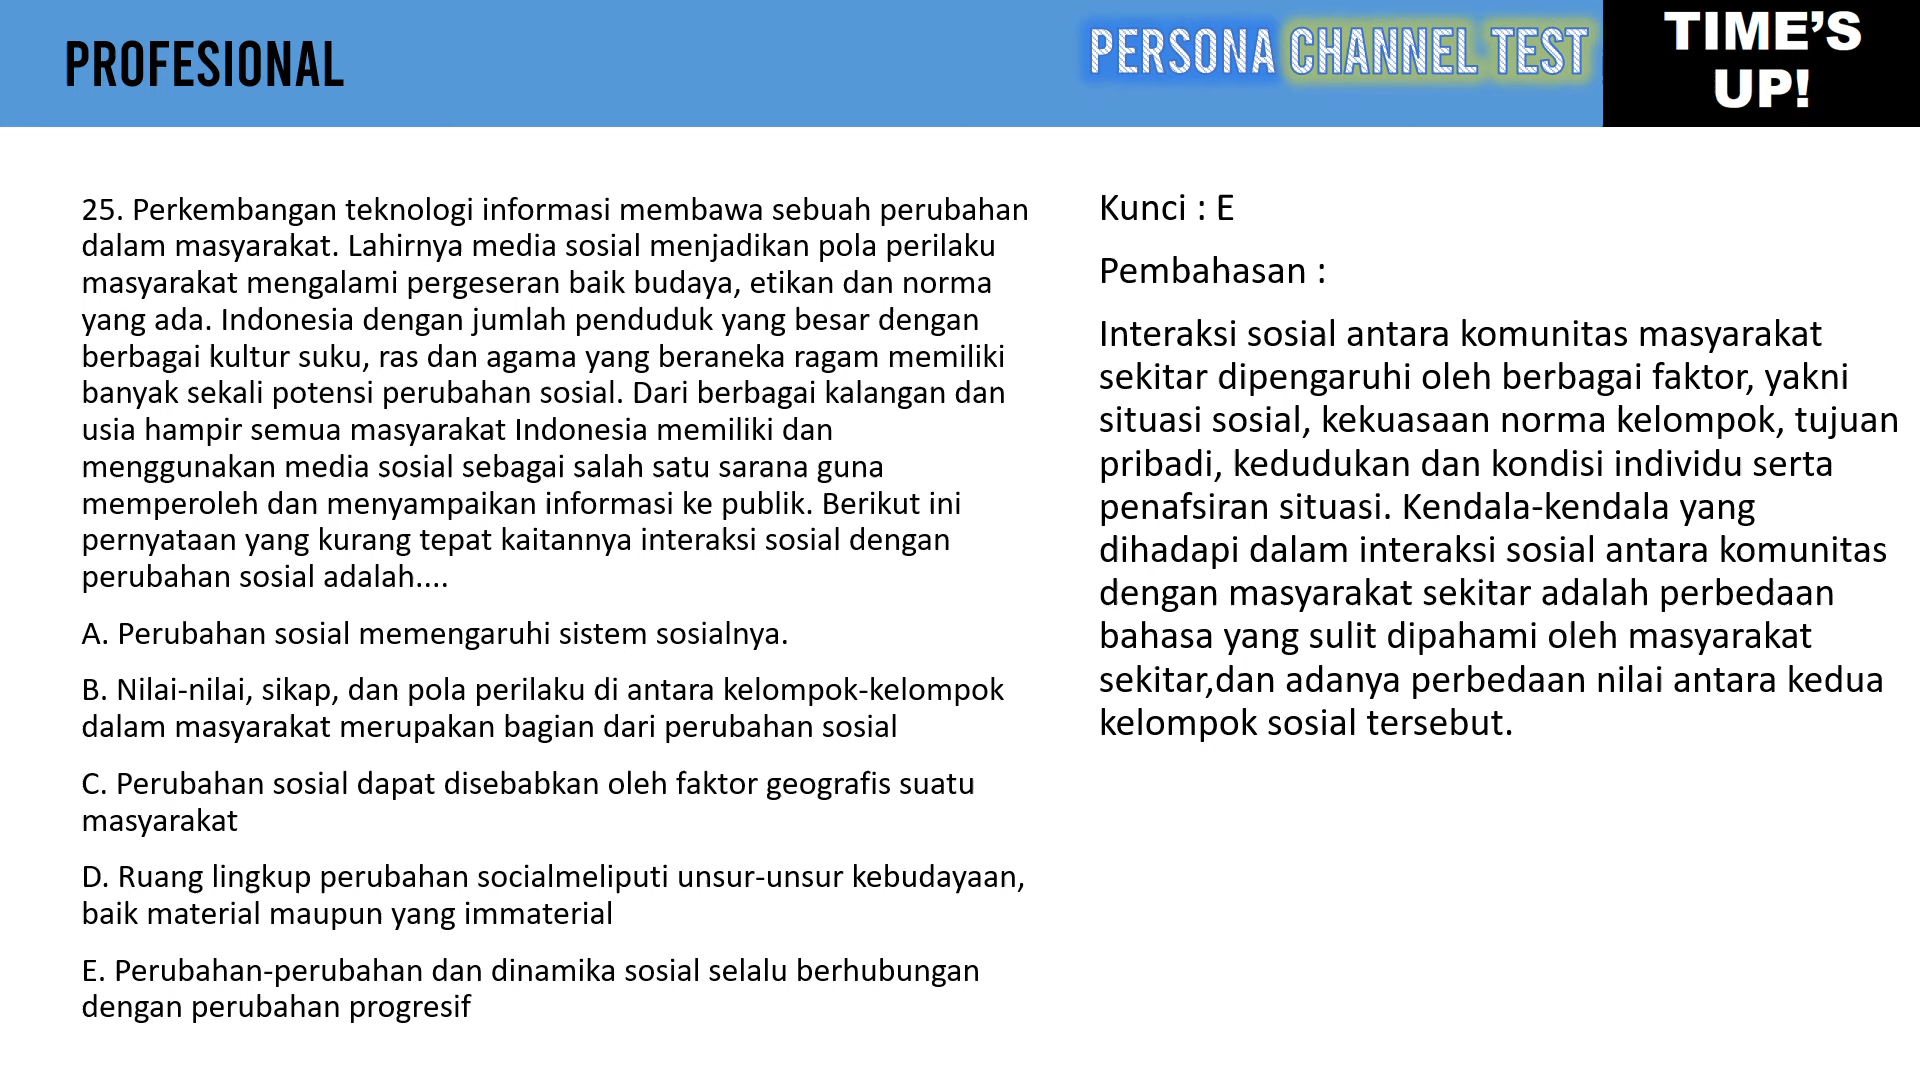 PROFESIONAL
PERSONA CHANNEL TEST
TIME'S
UP!
25. Perkembangan teknologi informasi membawa sebuah perubahan
dalam masyarakat. Lahirnya media sosial menjadikan pola perilaku
masyarakat mengalami pergeseran baik budaya, etikan dan norma
yang ada. Indonesia dengan jumlah penduduk yang besar dengan
berbagai kultur suku, ras dan agama yang beraneka ragam memiliki
banyak sekali potensi perubahan sosial. Dari berbagai kalangan dan
usia hampir semua masyarakat Indonesia memiliki dan
menggunakan media sosial sebagai salah satu sarana guna
memperoleh dan menyampaikan informasi ke publik. Berikut ini
pernyataan yang kurang tepat kaitannya interaksi sosial dengan
perubahan sosial adalah....
A. Perubahan sosial memengaruhi sistem sosialnya.
B. Nilai-nilai, sikap, dan pola perilaku di antara kelompok-kelompok
dalam masyarakat merupakan bagian dari perubahan sosial
C. Perubahan sosial dapat disebabkan oleh faktor geografis suatu
masyarakat
D. Ruang lingkup perubahan socialmeliputi unsur-unsur kebudayaan,
baik material maupun yang immaterial
E. Perubahan-perubahan dan dinamika sosial selalu berhubungan
dengan perubahan progresif
Kunci : E
Pembahasan :
Interaksi sosial antara komunitas masyarakat
sekitar dipengaruhi oleh berbagai faktor, yakni
situasi sosial, kekuasaan norma kelompok, tujuan
pribadi, kedudukan dan kondisi individu serta
penafsiran situasi. Kendala-kendala yang
dihadapi dalam interaksi sosial antara komunitas
dengan masyarakat sekitar adalah perbedaan
bahasa yang sulit dipahami oleh masyarakat
sekitar,dan adanya perbedaan nilai antara kedua
kelompok sosial tersebut.